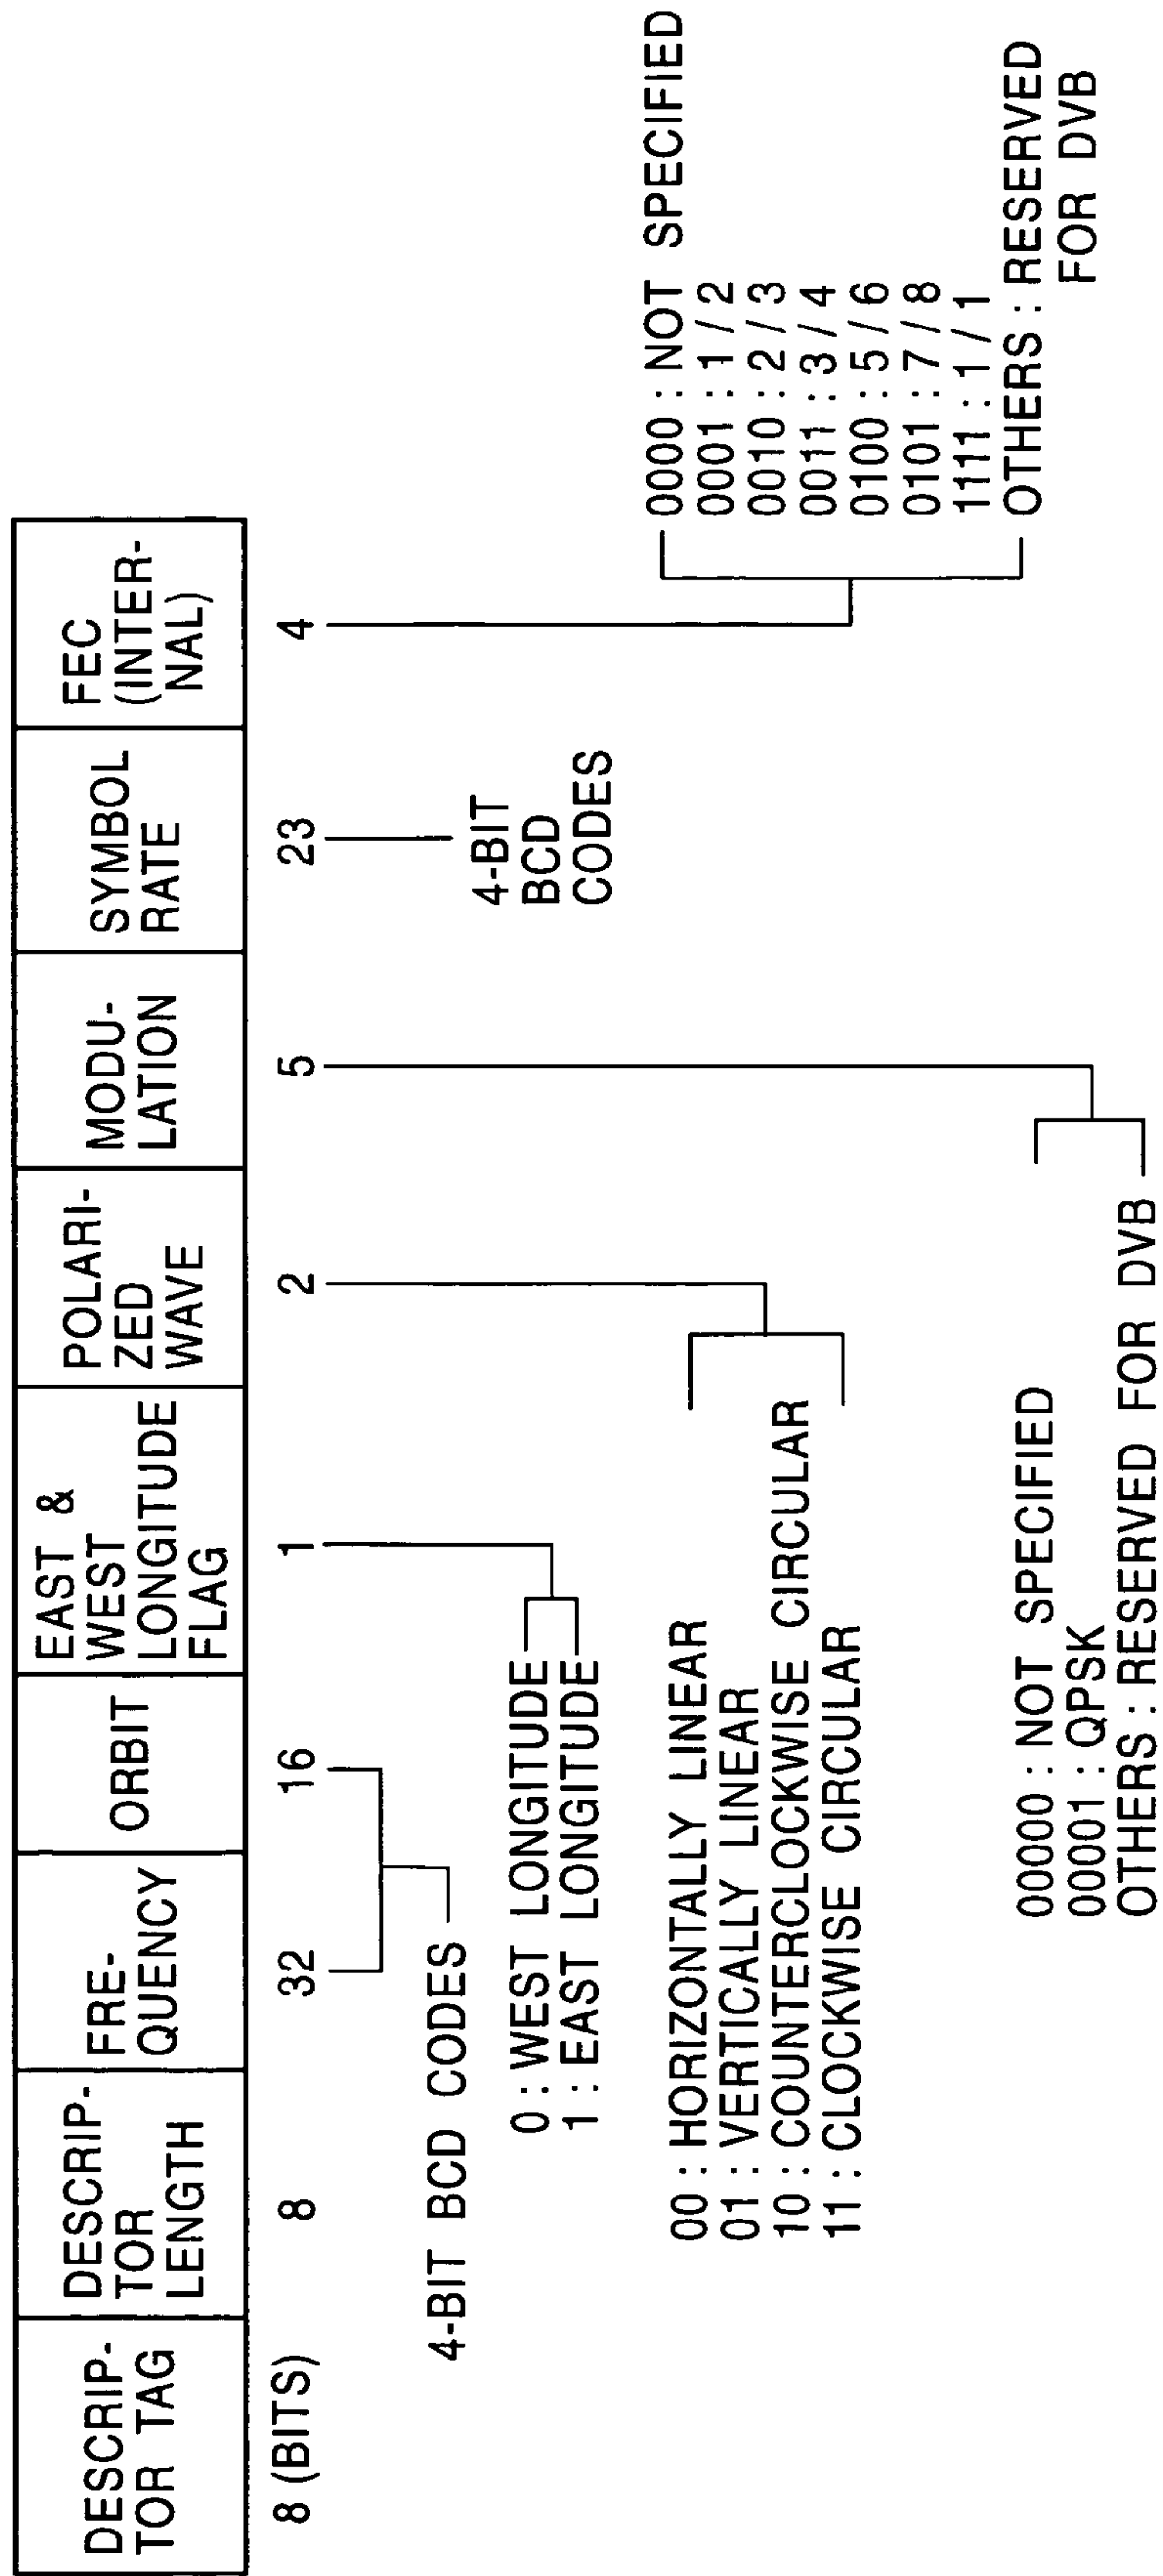 DESCRIP-
TOR TAG
DESCRIP-
TOR
LENGTH
FRE-
QUENCY
ORBIT
EAST &
WEST
LONGITUDE
FLAG
POLARI-
ZED
WAVE
MODU-
LATION
SYMBOL
RATE
FEC
(INTER-
NAL)
8 (BITS)
8
32
16
1
2
5
23
4
4-BIT BCD CODES
0 : WEST LONGITUDE
1 : EAST LONGITUDE
00 : HORIZONTALLY LINEAR
01 : VERTICALLY LINEAR
10 : COUNTERCLOCKWISE CIRCULAR
11 : CLOCKWISE CIRCULAR
00000 : NOT SPECIFIED
00001 : QPSK
OTHERS : RESERVED FOR DVB
4-BIT
BCD
CODES
0000 : NOT SPECIFIED
0001 : 1 / 2
0010 : 2 / 3
0011 : 3 / 4
0100 : 5 / 6
0101 : 7 / 8
1111 : 1 / 1
OTHERS : RESERVED
FOR DVB